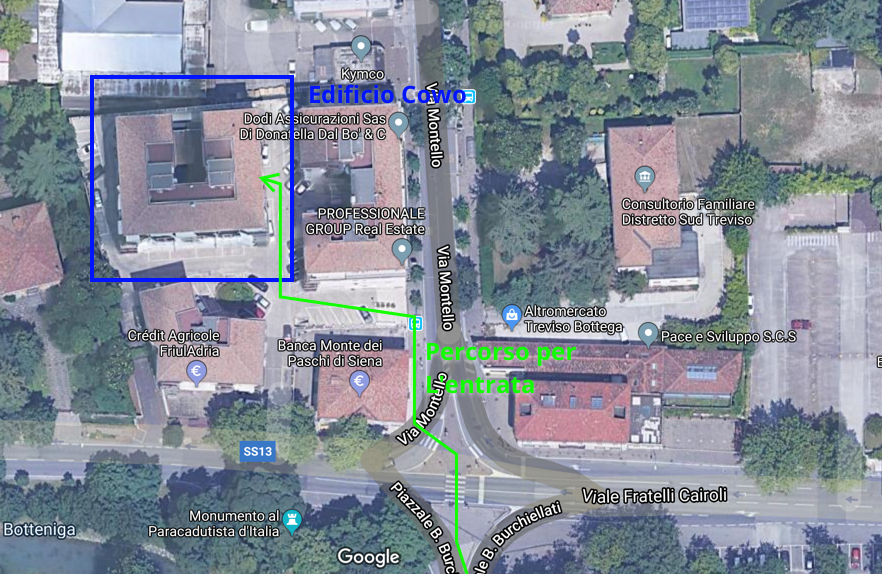 Kymco
Edificio Cowo
Dodi Assicurazioni Sas
Di Donatella Dal Bo' & C
Via Montello
PROFESSIONALE
GROUP Real Estate
Consultorio Familiare
Distretto Sud Treviso
Via Montello
Altromercato
Treviso Bottega
Pace e Sviluppo S.C.S
Crédit Agricole
FriulAdria
Banca Monte dei
Paschi di Siena
Percorso per
L'entrata
Via Montello
SS13
Viale Fratelli Cairoli
Botteniga
Monumento al
Paracadutista d'Italia
Piazzale B. Burc
le B. Burchiellati
Google
E